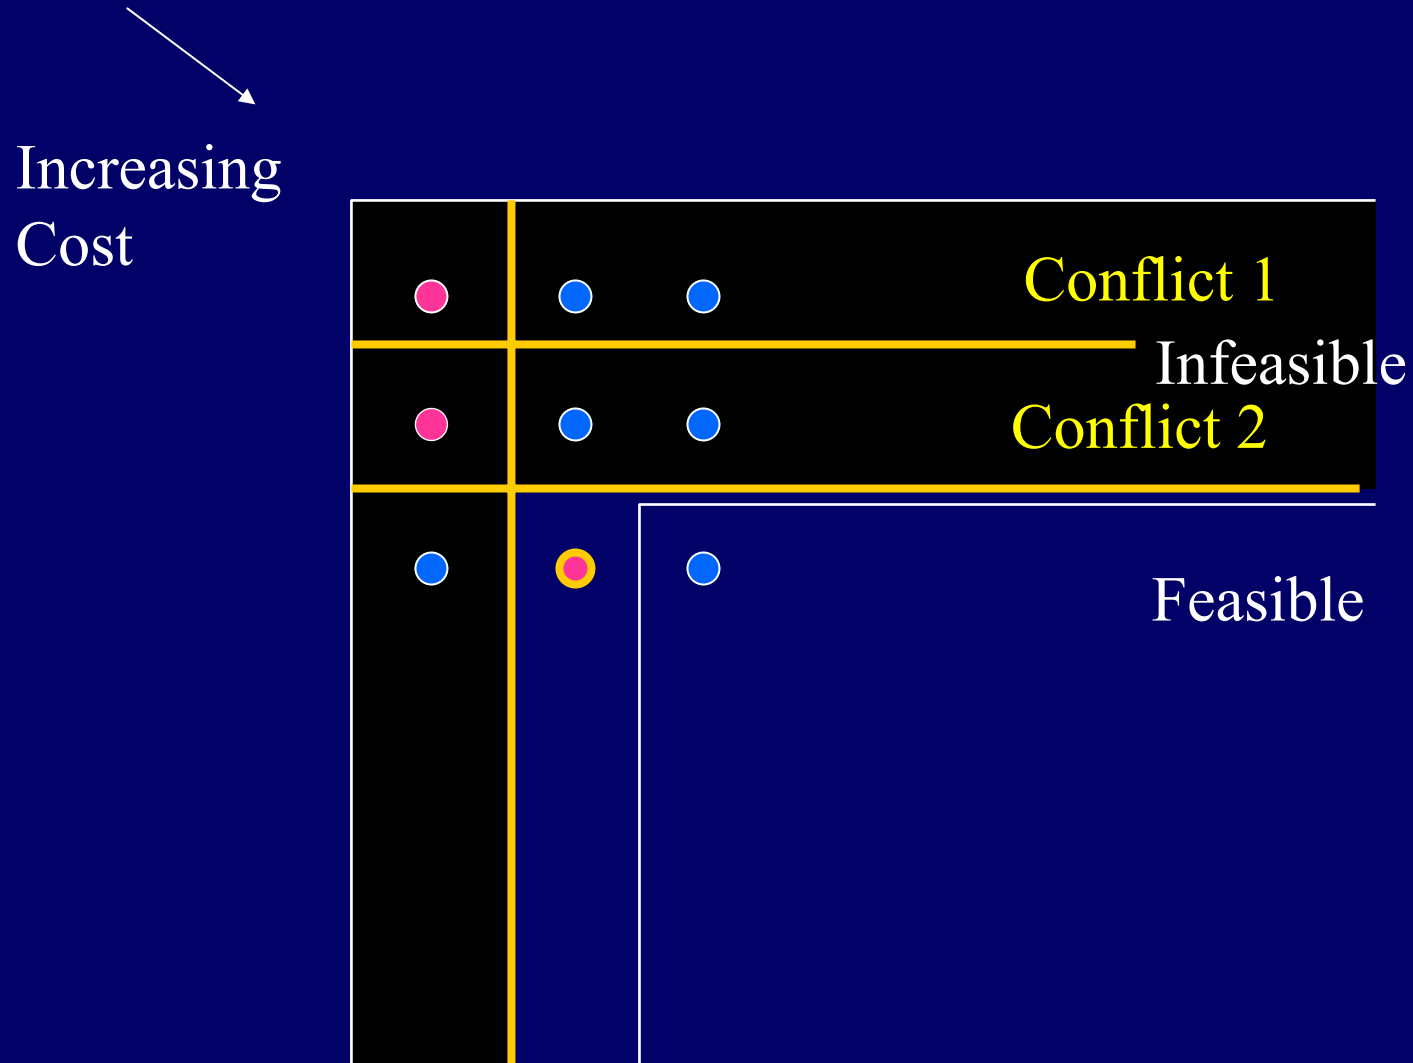 Increasing
Cost
Conflict 1
Infeasible
Conflict 2
Feasible